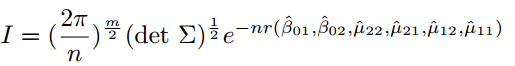 $I = (\frac{2\pi}{n})^{\frac{m}{2}} (\det \Sigma)^{\frac{1}{2}} e^{-nr(\hat{\beta}_{01}, \hat{\beta}_{02}, \hat{\mu}_{22}, \hat{\mu}_{21}, \hat{\mu}_{12}, \hat{\mu}_{11})}$